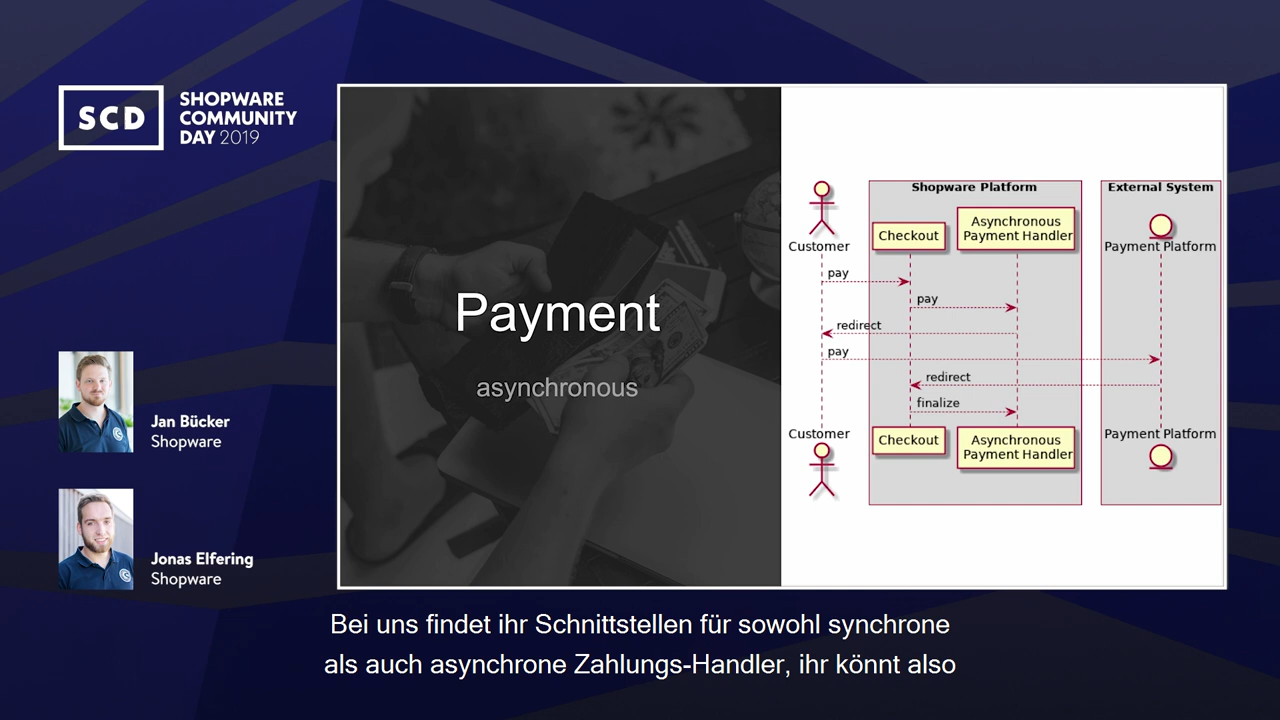 SCD
SHOPWARE
COMMUNITY
DAY 2019
Jan Bücker
Shopware
Jonas Elfering
Shopware
Payment
asynchronous
Shopware Platform
External System
Customer
Checkout
Asynchronous
Payment Handler
Payment Platform
pay
pay
redirect
pay
redirect
finalize
Customer
Checkout
Asynchronous
Payment Handler
Payment Platform
Bei uns findet ihr Schnittstellen für sowohl synchrone
als auch asynchrone Zahlungs-Handler, ihr könnt also